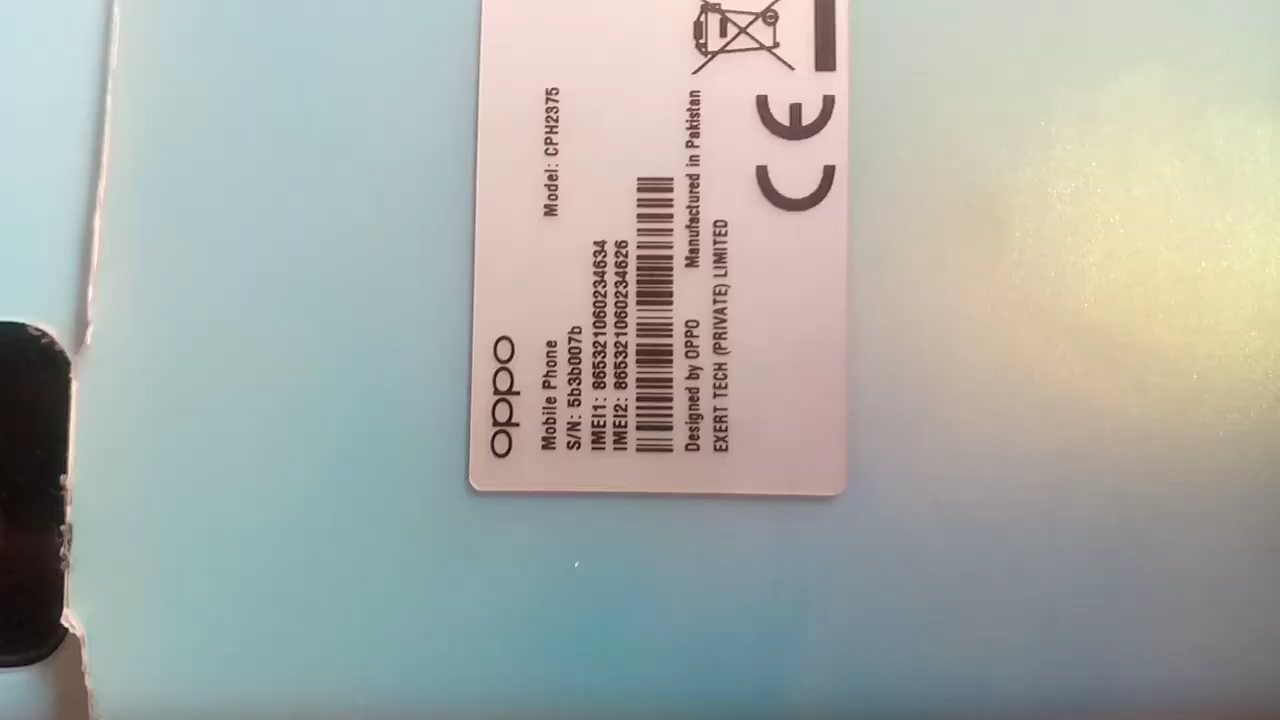 oppo
Mobile Phone Model: CPH2375
S/N: 5b3b007b
IMEI1: 865321060234634
IMEI2: 865321060234626
Designed by OPPO Manufactured in Pakistan
EXERT TECH (PRIVATE) LIMITED
CE